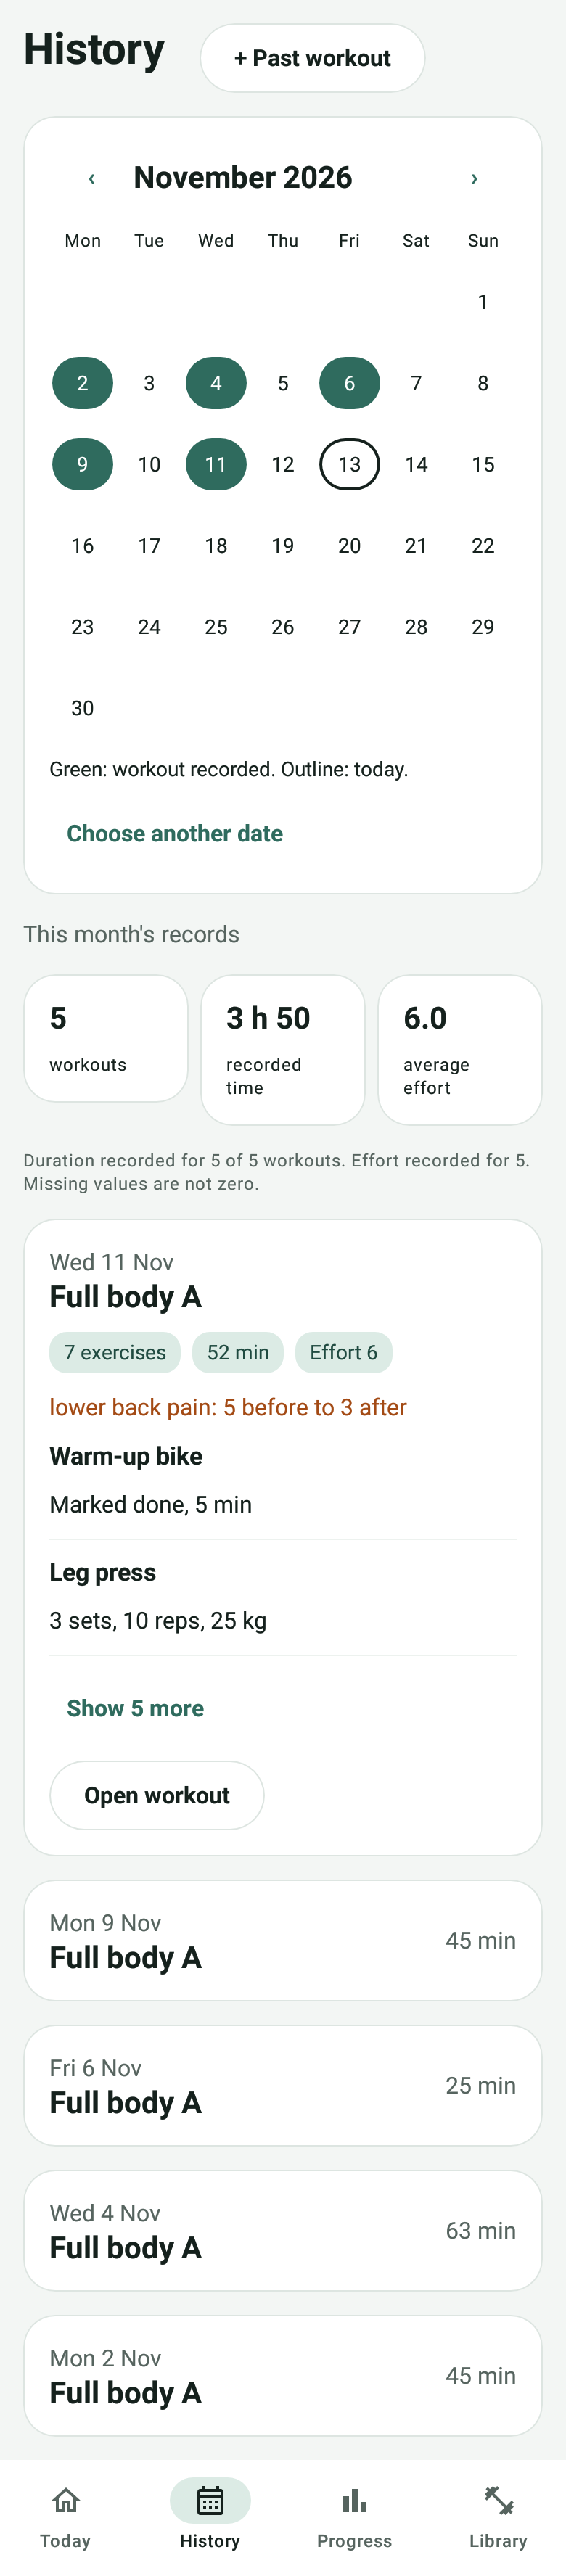 History
+ Past workout
‹ November 2026 ›
Mon Tue Wed Thu Fri Sat Sun
1
2 3 4 5 6 7 8
9 10 11 12 13 14 15
16 17 18 19 20 21 22
23 24 25 26 27 28 29
30
Green: workout recorded. Outline: today.
Choose another date
This month's records
5
workouts
3 h 50
recorded
time
6.0
average
effort
Duration recorded for 5 of 5 workouts. Effort recorded for 5.
Missing values are not zero.
Wed 11 Nov
Full body A
7 exercises 52 min Effort 6
lower back pain: 5 before to 3 after
Warm-up bike
Marked done, 5 min
Leg press
3 sets, 10 reps, 25 kg
Show 5 more
Open workout
Mon 9 Nov
Full body A
45 min
Fri 6 Nov
Full body A
25 min
Wed 4 Nov
Full body A
63 min
Mon 2 Nov
Full body A
45 min
Today History Progress Library